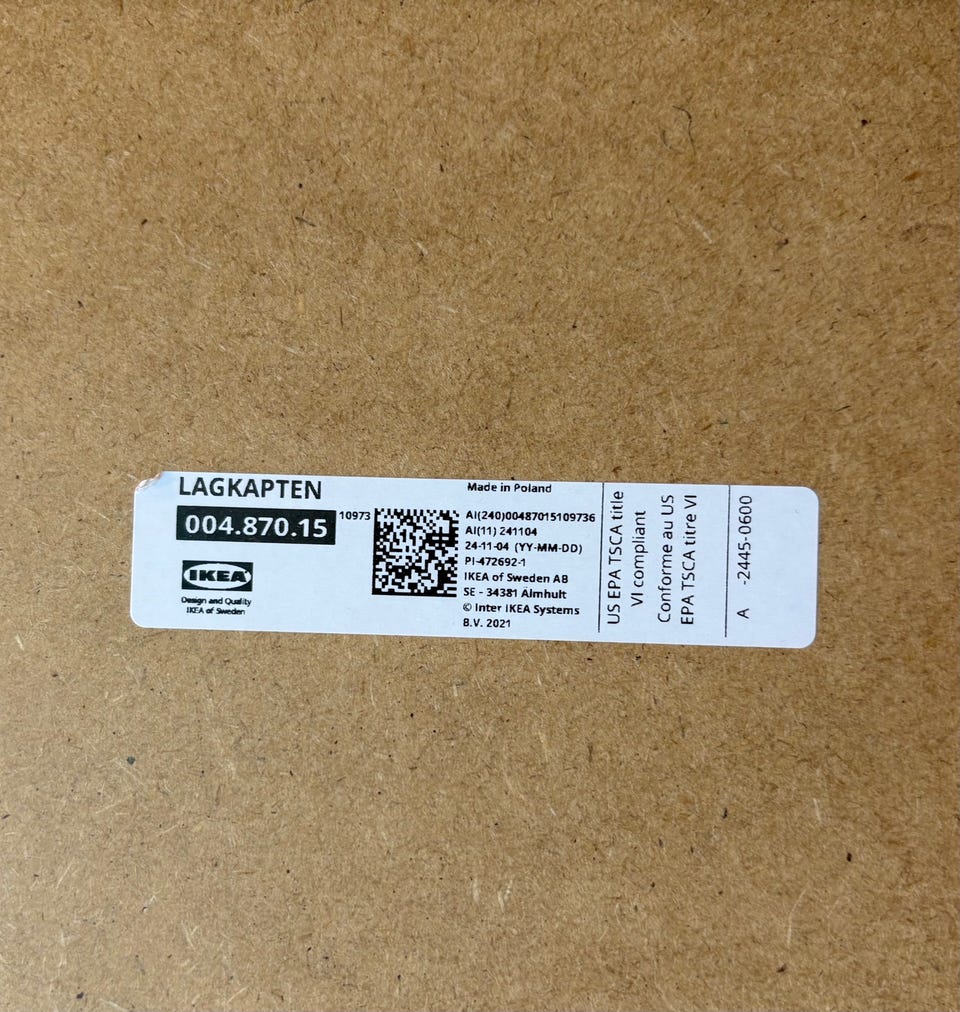 LAGKAPTEN
004.870.15
10973
IKEA
Design and Quality
IKEA of Sweden
Made in Poland
AI(240)00487015109736
AI(11) 241104
24-11-04 (YY-MM-DD)
PI-472692-1
IKEA of Sweden AB
SE - 34381 Älmhult
© Inter IKEA Systems
B.V. 2021
US EPA TSCA title
VI compliant
Conforme au US
EPA TSCA titre VI
A -2445-0600